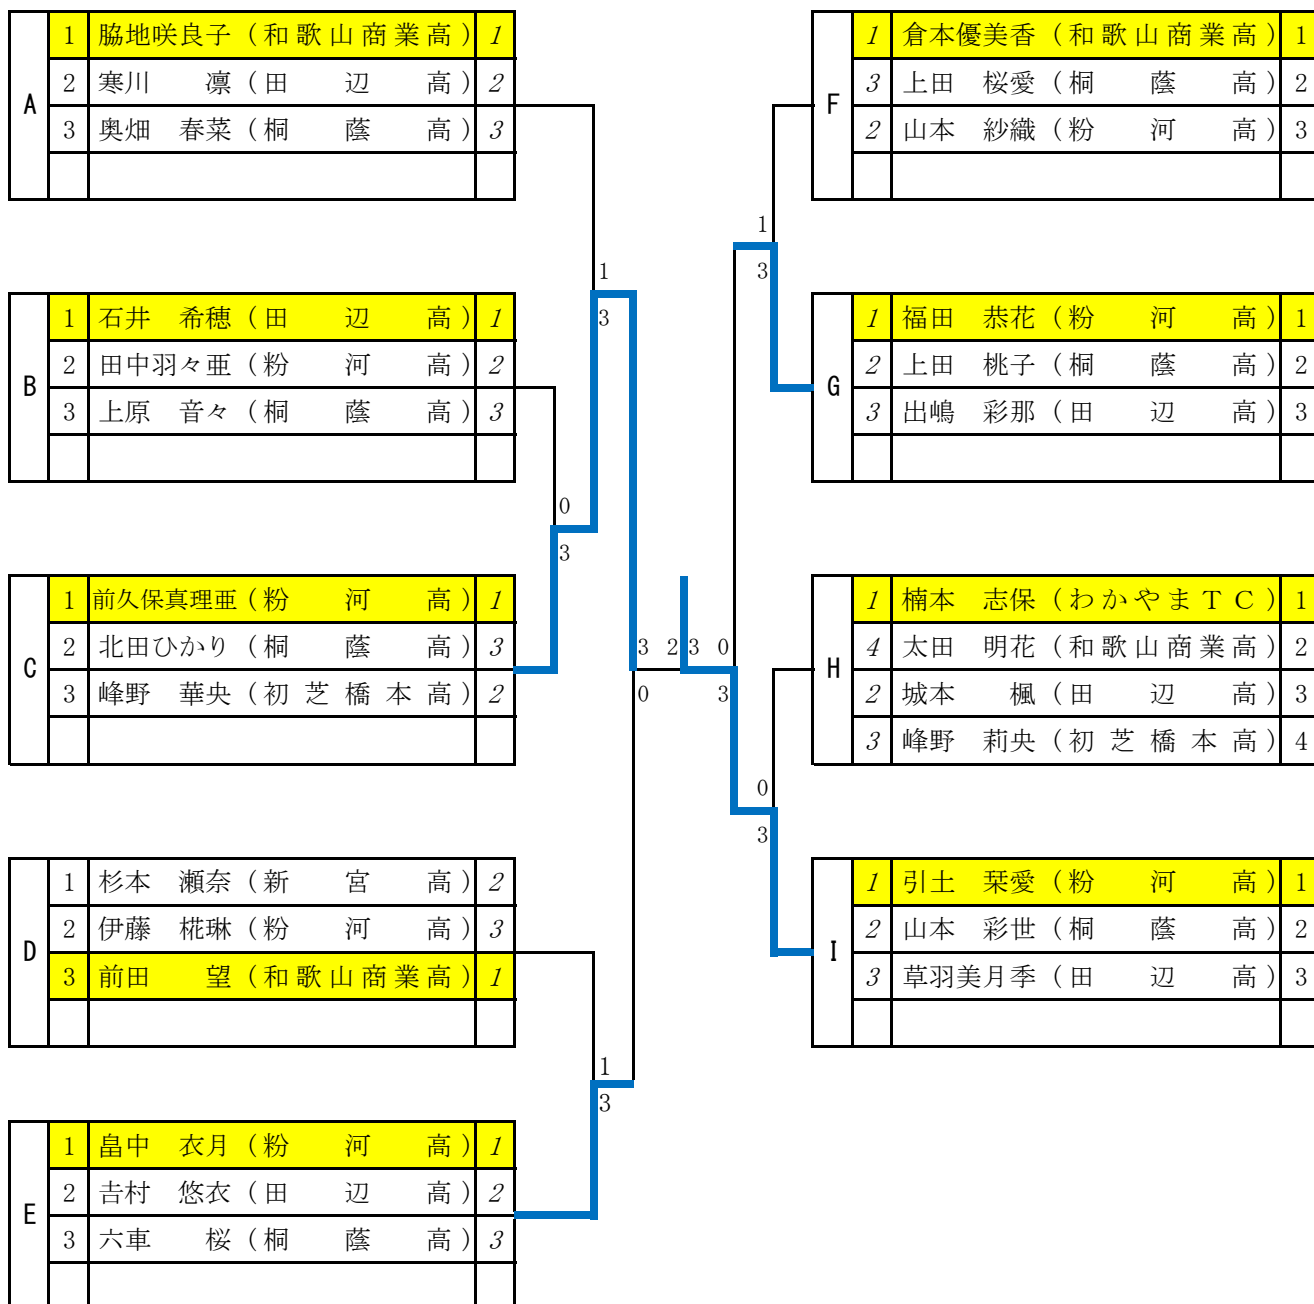 A
1 脇地咲良子（和歌山商業高） 1
2 寒川　凛（田辺高） 2
3 奥畑　春菜（桐蔭高） 3
B
1 石井　希穂（田辺高） 1
2 田中羽々亜（粉河高） 2
3 上原　音々（桐蔭高） 3
C
1 前久保真理亜（粉河高） 1
2 北田ひかり（桐蔭高） 3
3 峰野　華央（初芝橋本高） 2
D
1 杉本　瀬奈（新宮高） 2
2 伊藤　椛琳（粉河高） 3
3 前田　望（和歌山商業高） 1
E
1 畠中　衣月（粉河高） 1
2 吉村　悠衣（田辺高） 2
3 六車　桜（桐蔭高） 3
1
3
0
3
3 2 3 0
0 3
1
3
1
3
0
3
F
1 倉本優美香（和歌山商業高） 1
3 上田　桜愛（桐蔭高） 2
2 山本　紗織（粉河高） 3
G
1 福田　恭花（粉河高） 1
2 上田　桃子（桐蔭高） 2
3 出嶋　彩那（田辺高） 3
H
1 楠本　志保（わかやまＴＣ） 1
4 太田　明花（和歌山商業高） 2
2 城本　楓（田辺高） 3
3 峰野　莉央（初芝橋本高） 4
I
1 引土　栞愛（粉河高） 1
2 山本　彩世（桐蔭高） 2
3 草羽美月季（田辺高） 3